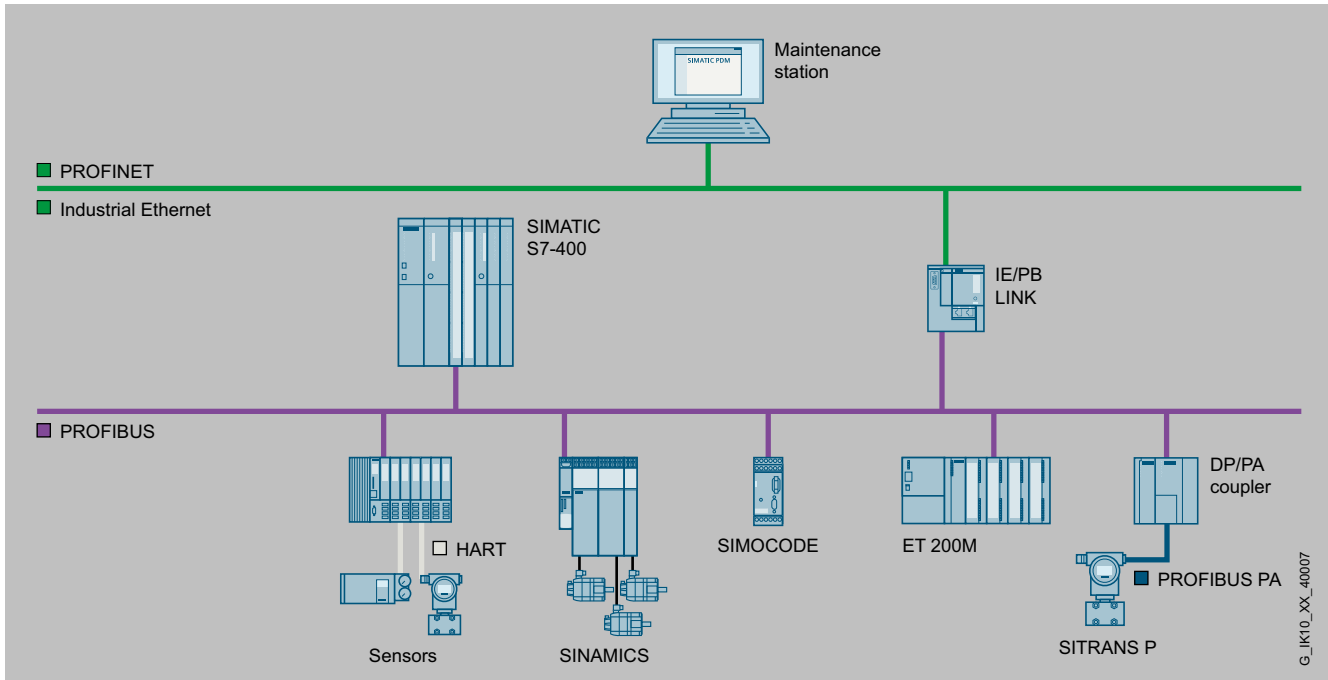 SIMATIC PDM
Maintenance
station
PROFINET
Industrial Ethernet
SIMATIC
S7-400
IE/PB
LINK
PROFIBUS
DP/PA
coupler
HART
SIMOCODE
ET 200M
PROFIBUS PA
Sensors
SINAMICS
SITRANS P
G_IK10_XX_40007